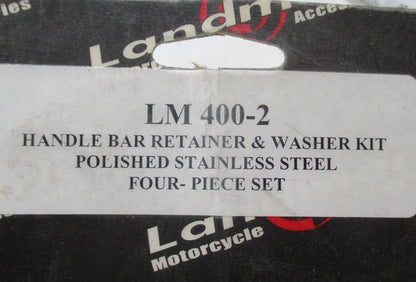 LM 400-2
HANDLE BAR RETAINER & WASHER KIT
POLISHED STAINLESS STEEL
FOUR- PIECE SET
Motorcycle